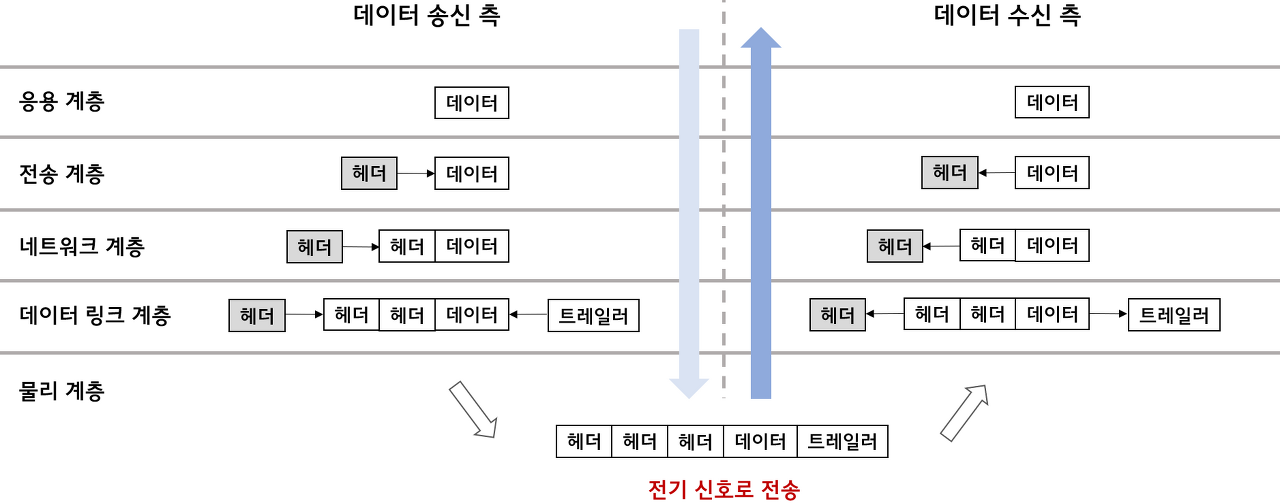 데이터 송신 측 데이터 수신 측
응용 계층 데이터 데이터
전송 계층 헤더 데이터 헤더 데이터
네트워크 계층 헤더 헤더 데이터 헤더 헤더 데이터
데이터 링크 계층 헤더 헤더 헤더 데이터 트레일러 헤더 헤더 헤더 데이터 트레일러
물리 계층
헤더 헤더 헤더 데이터 트레일러
전기 신호로 전송